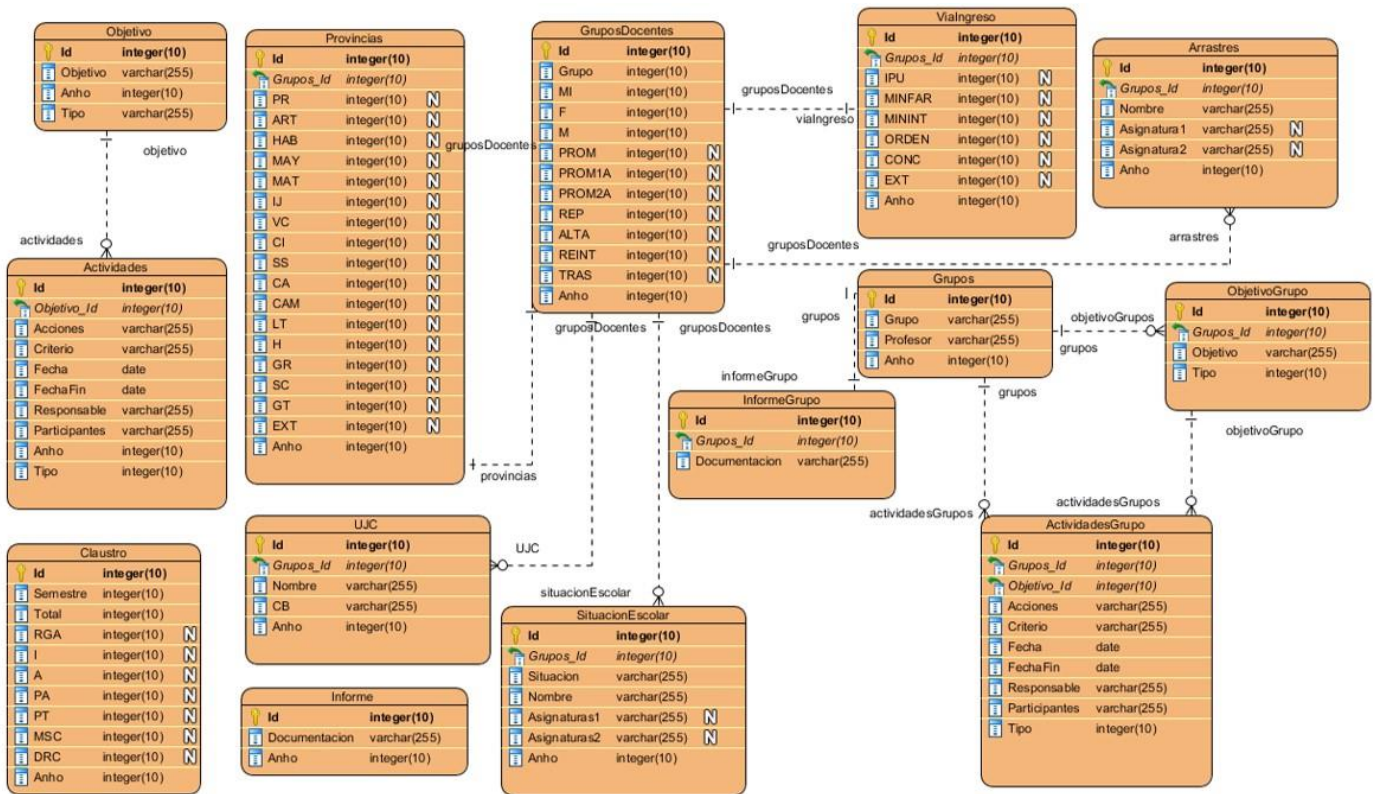 Objetivo
Id integer(10)
Objetivo varchar(255)
Anho integer(10)
Tipo varchar(255)
objetivo
actividades
Actividades
Id integer(10)
Objetivo_Id integer(10)
Acciones varchar(255)
Criterio varchar(255)
Fecha date
FechaFin date
Responsable varchar(255)
Participantes varchar(255)
Anho integer(10)
Tipo integer(10)
Claustro
Id integer(10)
Semestre integer(10)
Total integer(10)
RGA integer(10) N
I integer(10) N
A integer(10) N
PA integer(10) N
PT integer(10) N
MSC integer(10) N
DRC integer(10) N
Anho integer(10)
Provincias
Id integer(10)
Grupos_Id integer(10)
PR integer(10) N
ART integer(10) N
HAB integer(10) N
MAY integer(10) N
MAT integer(10) N
IJ integer(10) N
VC integer(10) N
CI integer(10) N
SS integer(10) N
CA integer(10) N
CAM integer(10) N
LT integer(10) N
H integer(10) N
GR integer(10) N
SC integer(10) N
GT integer(10) N
EXT integer(10) N
Anho integer(10)
gruposDocentes
provincias
UJC
Id integer(10)
Grupos_Id integer(10)
Nombre varchar(255)
CB varchar(255)
Anho integer(10)
UJC
Informe
Id integer(10)
Documentacion varchar(255)
Anho integer(10)
GruposDocentes
Id integer(10)
Grupo integer(10)
MI integer(10)
F integer(10)
M integer(10)
PROM integer(10) N
PROM1A integer(10) N
PROM2A integer(10) N
REP integer(10) N
ALTA integer(10) N
REINT integer(10) N
TRAS integer(10) N
Anho integer(10)
gruposDocentes
gruposDocentes
situacionEscolar
SituacionEscolar
Id integer(10)
Grupos_Id integer(10)
Situacion varchar(255)
Nombre varchar(255)
Asignaturas1 varchar(255) N
Asignaturas2 varchar(255) N
Anho integer(10)
gruposDocentes
viaIngreso
ViaIngreso
Id integer(10)
Grupos_Id integer(10)
IPU integer(10) N
MINFAR integer(10) N
MININT integer(10) N
ORDEN integer(10) N
CONC integer(10) N
EXT integer(10) N
Anho integer(10)
Arrastres
Id integer(10)
Grupos_Id integer(10)
Nombre varchar(255)
Asignatura1 varchar(255) N
Asignatura2 varchar(255) N
Anho integer(10)
gruposDocentes
arrastres
Grupos
Id integer(10)
Grupo varchar(255)
Profesor varchar(255)
Anho integer(10)
grupos
informeGrupo
InformeGrupo
Id integer(10)
Grupos_Id integer(10)
Documentacion varchar(255)
objetivoGrupos
grupos
ObjetivoGrupo
Id integer(10)
Grupos_Id integer(10)
Objetivo varchar(255)
Tipo integer(10)
grupos
objetivoGrupo
actividadesGrupos
actividadesGrupos
ActividadesGrupo
Id integer(10)
Grupos_Id integer(10)
Objetivo_Id integer(10)
Acciones varchar(255)
Criterio varchar(255)
Fecha date
FechaFin date
Responsable varchar(255)
Participantes varchar(255)
Tipo integer(10)